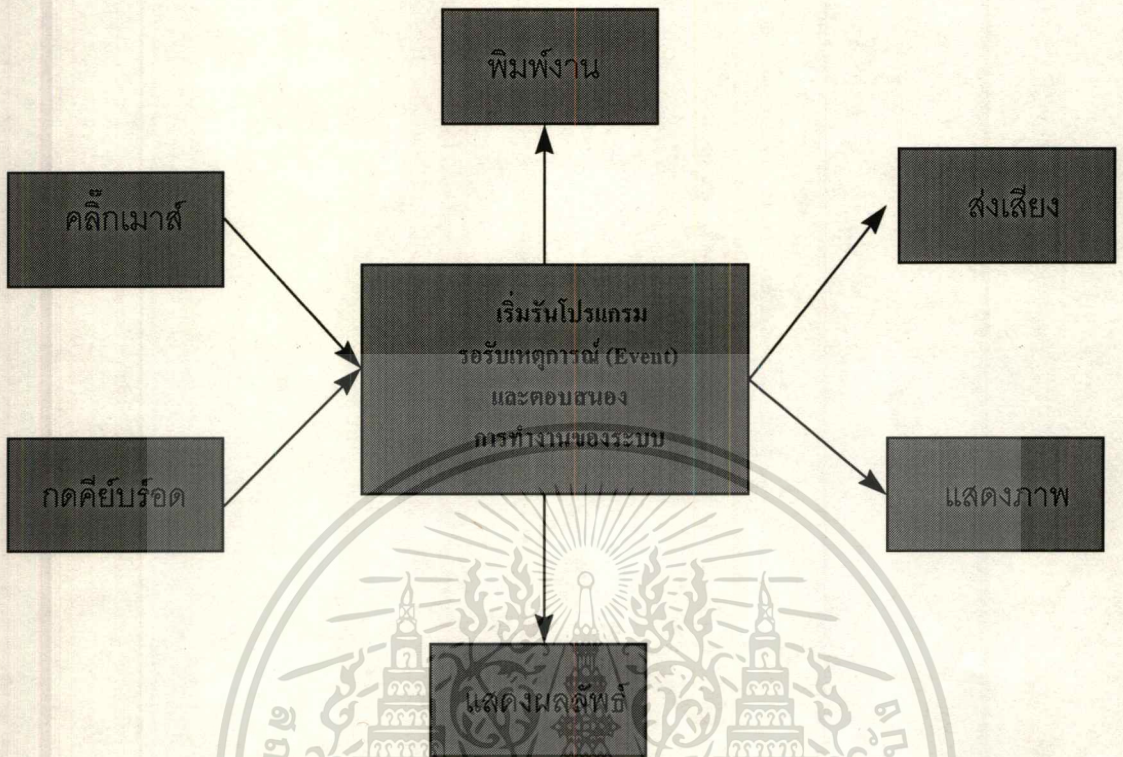 พิมพ์งาน
คลิ๊กเมาส์
ส่งเสียง
เริ่มรันโปรแกรม
รอรับเหตุการณ์ (Event)
และตอบสนอง
การทำงานของระบบ
กดคีย์บร์อด
แสดงภาพ
แสดงผลลัพธ์